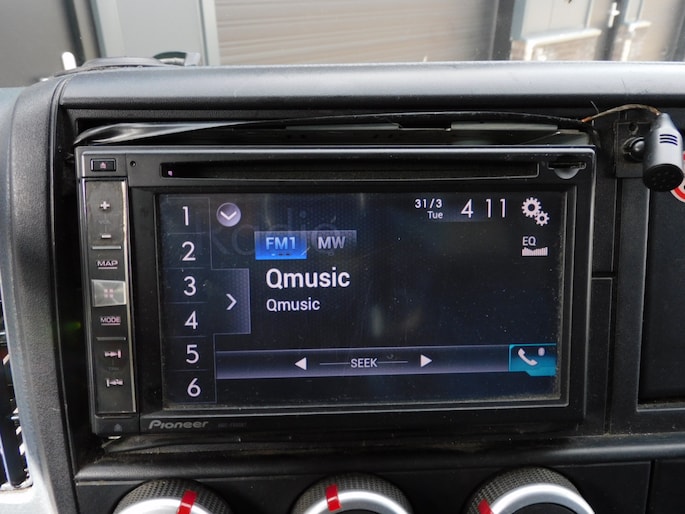 31/3
Tue
4 11
1
2
3
4
5
6
FM1 MW
EQ
Qmusic
Qmusic
SEEK
+
−
MAP
MODE
Pioneer